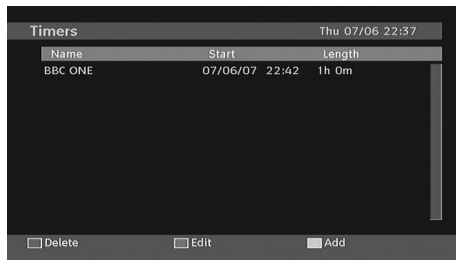 Timers Thu 07/06 22:37
Name Start Length
BBC ONE 07/06/07 22:42 1h 0m
Delete Edit Add